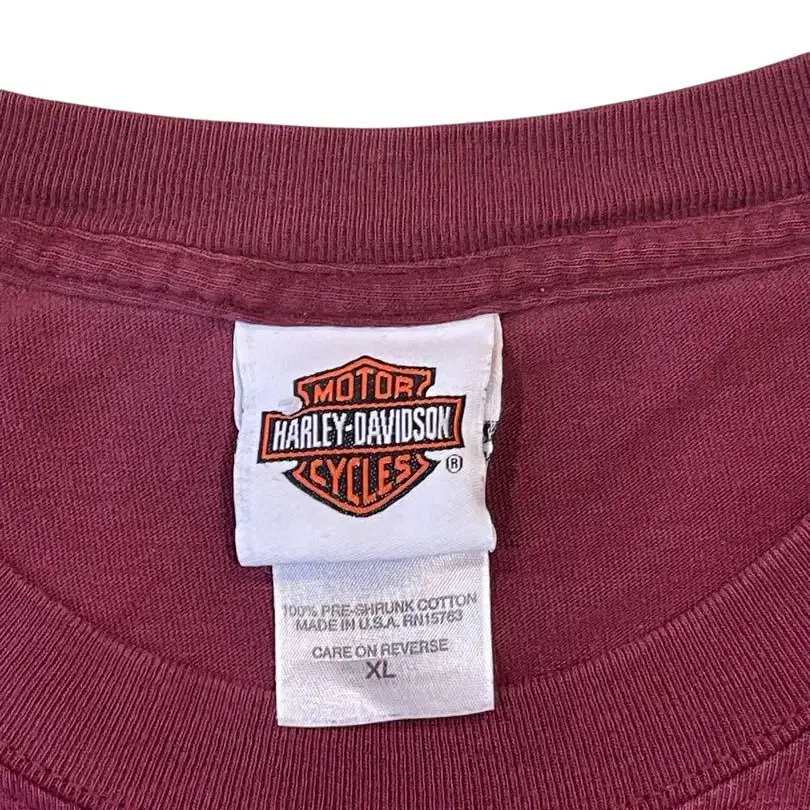 MOTOR
HARLEY-DAVIDSON
CYCLES
®
100% PRE-SHRUNK COTTON
MADE IN U.S.A. RN15763
CARE ON REVERSE
XL